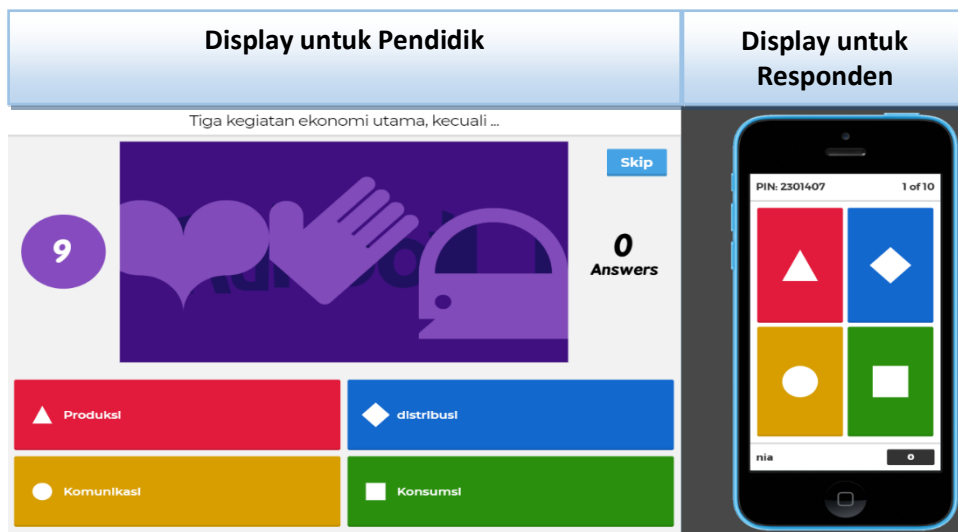 Display untuk Pendidik
Display untuk
Responden
Tiga kegiatan ekonomi utama, kecuali ...
Skip
9
0
Answers
Produksi
distribusi
Komunikasi
Konsumsi
PIN: 2301407
1 of 10
nia
0